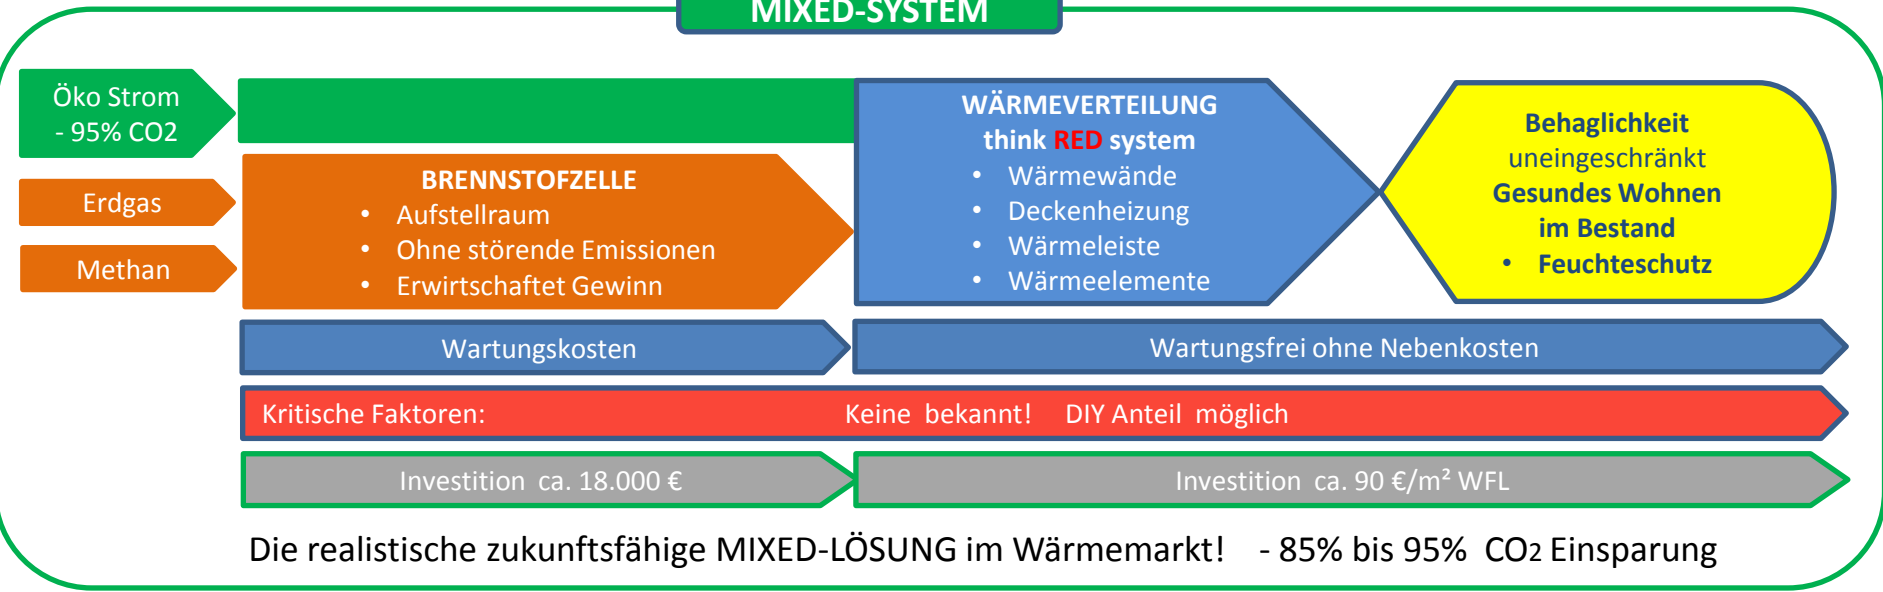 MIXED-SYSTEM
Öko Strom
- 95% CO2
Erdgas
Methan
BRENNSTOFZELLE
• Aufstellraum
• Ohne störende Emissionen
• Erwirtschaftet Gewinn
WÄRMEVERTEILUNG
think RED system
• Wärmewände
• Deckenheizung
• Wärmeleiste
• Wärmeelemente
Behaglichkeit
uneingeschränkt
Gesundes Wohnen
im Bestand
• Feuchteschutz
Wartungskosten
Wartungsfrei ohne Nebenkosten
Kritische Faktoren: Keine bekannt! DIY Anteil möglich
Investition ca. 18.000 €
Investition ca. 90 €/m² WFL
Die realistische zukunftsfähige MIXED-LÖSUNG im Wärmemarkt! - 85% bis 95% CO2 Einsparung